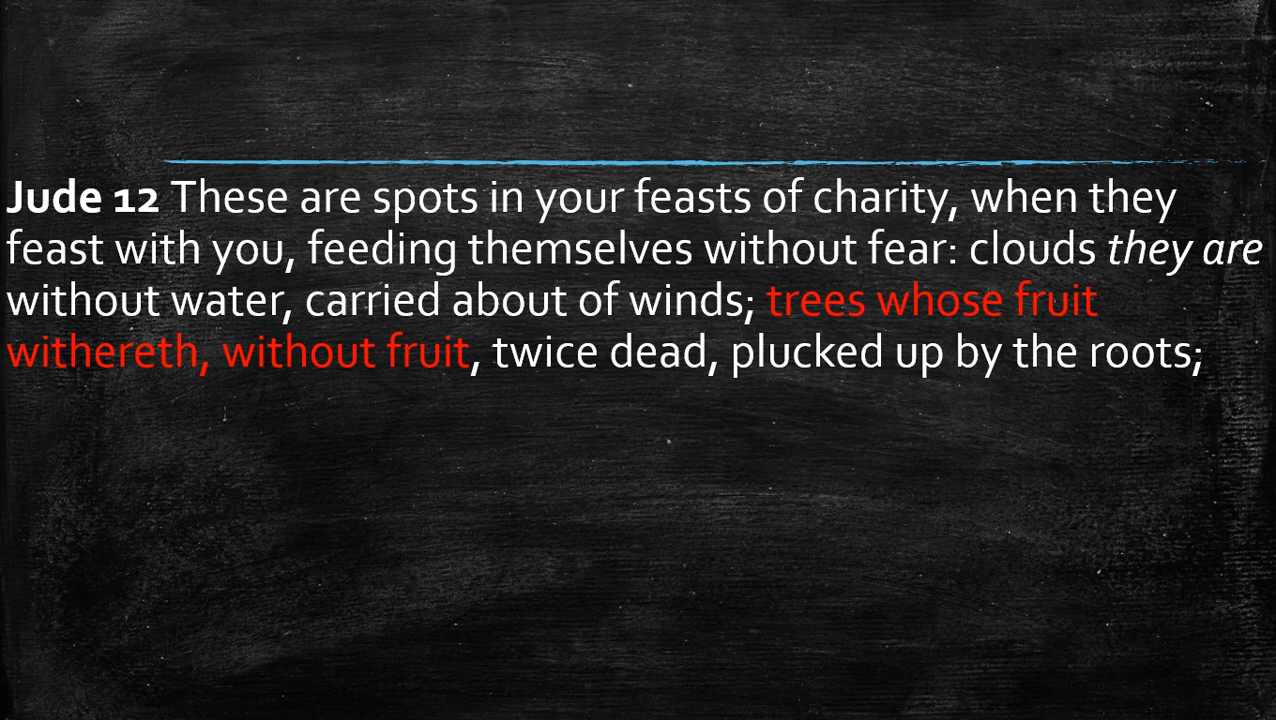 Jude 12 These are spots in your feasts of charity, when they
feast with you, feeding themselves without fear: clouds they are
without water, carried about of winds; trees whose fruit
withereth, without fruit, twice dead, plucked up by the roots;